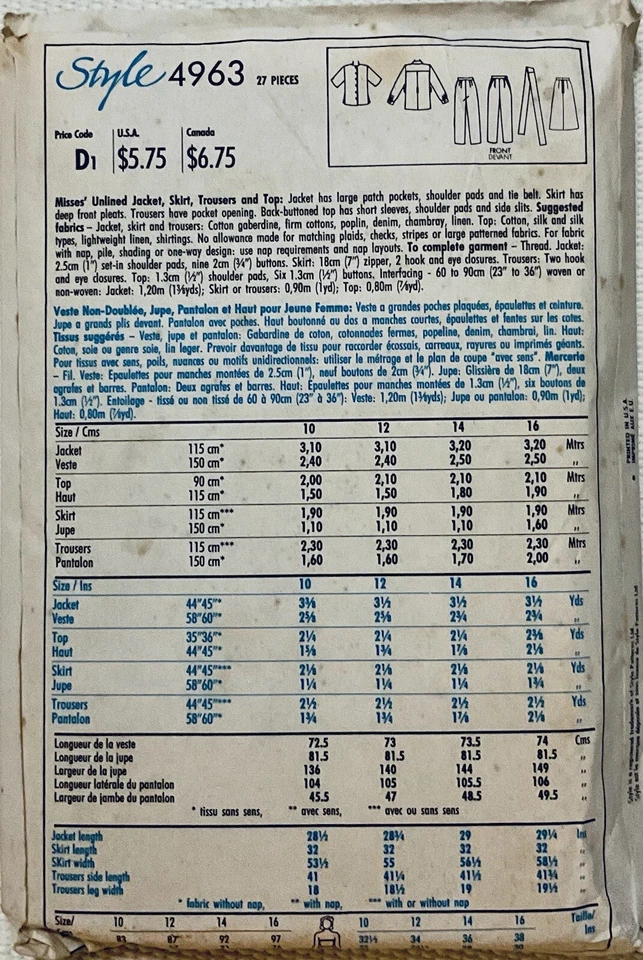 Style 4963 27 PIECES
FRONT
DEVANT
Price Code U.S.A. Canada
D1 $5.75 $6.75
Misses' Unlined Jacket, Skirt, Trousers and Top: Jacket has large patch pockets, shoulder pads and tie belt. Skirt has
deep front pleats. Trousers have pocket opening. Back-buttoned top has short sleeves, shoulder pads and side slits. Suggested
fabrics – Jacket, skirt and trousers: Cotton gaberdine, firm cottons, poplin, denim, chambray, linen. Top: Cotton, silk and silk
types, lightweight linen, shirtings. No allowance made for matching plaids, checks, stripes or large patterned fabrics. For fabric
with nap, pile, shading or one-way design: use nap requirements and nap layouts. To complete garment – Thread. Jacket:
2.5cm (1") set-in shoulder pads, nine 2cm (¾") buttons. Skirt: 18cm (7") zipper, 2 hook and eye closures. Trousers: Two hook
and eye closures. Top: 1.3cm (½") shoulder pads, Six 1.3cm (½") buttons. Interfacing - 60 to 90cm (23" to 36") woven or
non-woven: Jacket: 1,20m (1⅜yds); Skirt or trousers: 0,90m (1yd); Top: 0,80m (⅞yd).
Veste Non-Doublée, Jupe, Pantalon et Haut pour Jeune Femme: Veste a grandes poches plaquées, épaulettes et ceinture.
Jupe a grands plis devant. Pantalon avec poches. Haut boutonné au dos a manches courtes, épaulettes et fentes sur les cotes.
Tissus suggérés – Veste, jupe et pantalon: Gabardine de coton, cotonnades fermes, popeline, denim, chambrai, lin. Haut:
Coton, soie ou genre soie, lin leger. Prevoir davantage de tissu pour raccorder écossais, carreaux, rayures ou imprimés géants.
Pour tissus avec sens, poils, nuances ou motifs unidirectionnels: utiliser le métrage et le plan de coupe "avec sens". Mercerie
– Fil. Veste: Epaulettes pour manches montées de 2.5cm (1"), neuf boutons de 2cm (¾"). Jupe: Glissière de 18cm (7"), deux
agrafes et barres. Pantalon: Deux agrafes et barres. Haut: Épaulettes pour manches montées de 1.3cm (½"), six boutons de
1.3cm (½"). Entoilage - tissé ou non tissé de 60 à 90cm (23" à 36"): Veste: 1,20m (1⅜yds); Jupe ou pantalon: 0,90m (1yd);
Haut: 0,80m (⅞yd).
Size / Cms 10 12 14 16
Jacket 115 cm* 3,10 3,10 3,20 3,20 Mtrs
Veste 150 cm* 2,40 2,40 2,50 2,50 "
Top 90 cm* 2,00 2,10 2,10 2,10 Mtrs
Haut 115 cm* 1,50 1,50 1,80 1,90 "
Skirt 115 cm*** 1,90 1,90 1,90 1,90 Mtrs
Jupe 150 cm* 1,10 1,10 1,10 1,60 "
Trousers 115 cm*** 2,30 2,30 2,30 2,30 Mtrs
Pantalon 150 cm* 1,60 1,60 1,70 2,00 "
Size / Ins 10 12 14 16
Jacket 44"45"* 3⅜ 3½ 3½ 3½ Yds
Veste 58"60"* 2⅝ 2⅝ 2¾ 2¾ "
Top 35"36"* 2¼ 2¼ 2¼ 2⅜ Yds
Haut 44"45"* 1⅝ 1¾ 1⅞ 2⅛ "
Skirt 44"45"*** 2⅛ 2⅛ 2⅛ 2⅛ Yds
Jupe 58"60"* 1¼ 1¼ 1¼ 1¾ "
Trousers 44"45"*** 2½ 2½ 2½ 2½ Yds
Pantalon 58"60"* 1¾ 1¾ 1⅞ 2⅛ "
Longueur de la veste 72.5 73 73.5 74 Cms
Longueur de la jupe 81.5 81.5 81.5 81.5 "
Largeur de la jupe 136 140 144 149 "
Longueur latérale du pantalon 104 105 105.5 106 "
Largeur de jambe du pantalon 45.5 47 48.5 49.5 "
* tissu sans sens, ** avec sens, *** avec ou sans sens
Jacket length 28½ 28¾ 29 29¼ Ins
Skirt length 32 32 32 32 "
SKirt width 53½ 55 56½ 58½ "
Trousers side length 41 41¼ 41½ 41¾ "
Trousers leg width 18 18½ 19 19½ "
* fabric without nap, ** with nap, *** with or without nap
Size/ 10 12 14 16 10 12 14 16 Taille/
83 87 92 97 32½ 34 36 38 Ins
PRINTED IN U.S.A.